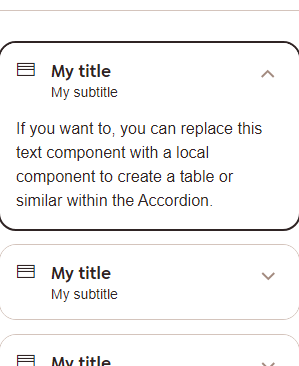 My title
My subtitle
If you want to, you can replace this
text component with a local
component to create a table or
similar within the Accordion.
My title
My subtitle
My title